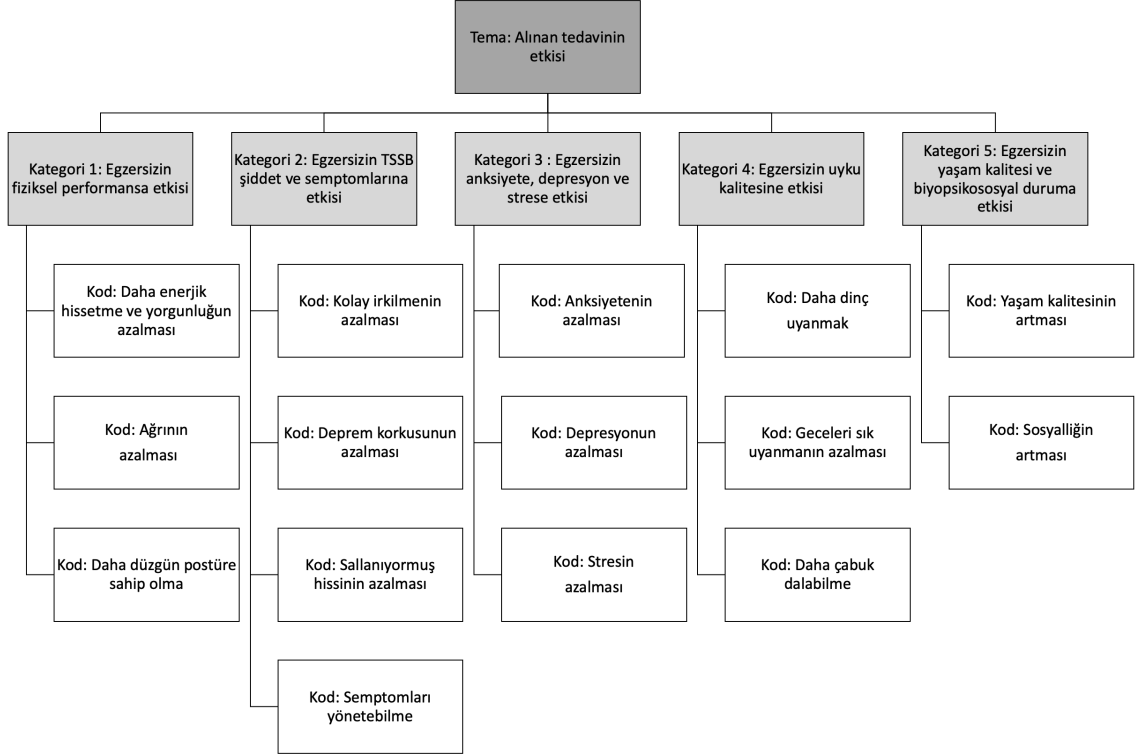 Tema: Alınan tedavinin
etkisi
Kategori 1: Egzersizin
fiziksel performansa etkisi
Kod: Daha enerjik
hissetme ve yorgunluğun
azalması
Kod: Ağrının
azalması
Kod: Daha düzgün postüre
sahip olma
Kategori 2: Egzersizin TSSB
şiddet ve semptomlarına
etkisi
Kod: Kolay irkilmenin
azalması
Kod: Deprem korkusunun
azalması
Kod: Sallanıyormuş
hissinin azalması
Kod: Semptomları
yönetebilme
Kategori 3 : Egzersizin
anksiyete, depresyon ve
strese etkisi
Kod: Anksiyetenin
azalması
Kod: Depresyonun
azalması
Kod: Stresin
azalması
Kategori 4: Egzersizin uyku
kalitesine etkisi
Kod: Daha dinç
uyanmak
Kod: Geceleri sık
uyanmanın azalması
Kod: Daha çabuk
dalabilme
Kategori 5: Egzersizin
yaşam kalitesi ve
biyopsikososyal duruma
etkisi
Kod: Yaşam kalitesinin
artması
Kod: Sosyalliğin
artması